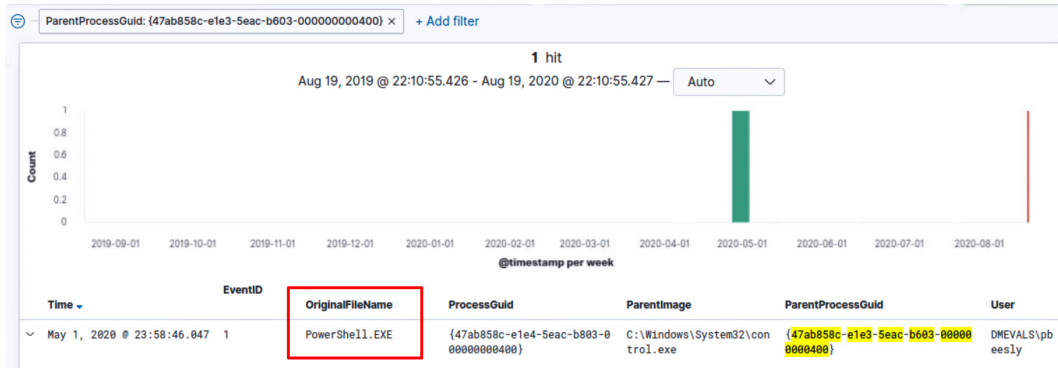 ParentProcessGuid: {47ab858c-e1e3-5eac-b603-000000000400} × + Add filter
1 hit
Aug 19, 2019 @ 22:10:55.426 - Aug 19, 2020 @ 22:10:55.427 — Auto
1
0.8
0.6
0.4
0.2
0
Count
2019-09-01 2019-10-01 2019-11-01 2019-12-01 2020-01-01 2020-02-01 2020-03-01 2020-04-01 2020-05-01 2020-06-01 2020-07-01 2020-08-01
@timestamp per week
Time EventID OriginalFileName ProcessGuid ParentImage ParentProcessGuid User
May 1, 2020 @ 23:58:46.047 1 PowerShell.EXE {47ab858c-e1e4-5eac-b803-0 C:\Windows\System32\con {47ab858c-e1e3-5eac-b603-00000 DMEVALS\pb
00000000400} trol.exe 0000400} eesly